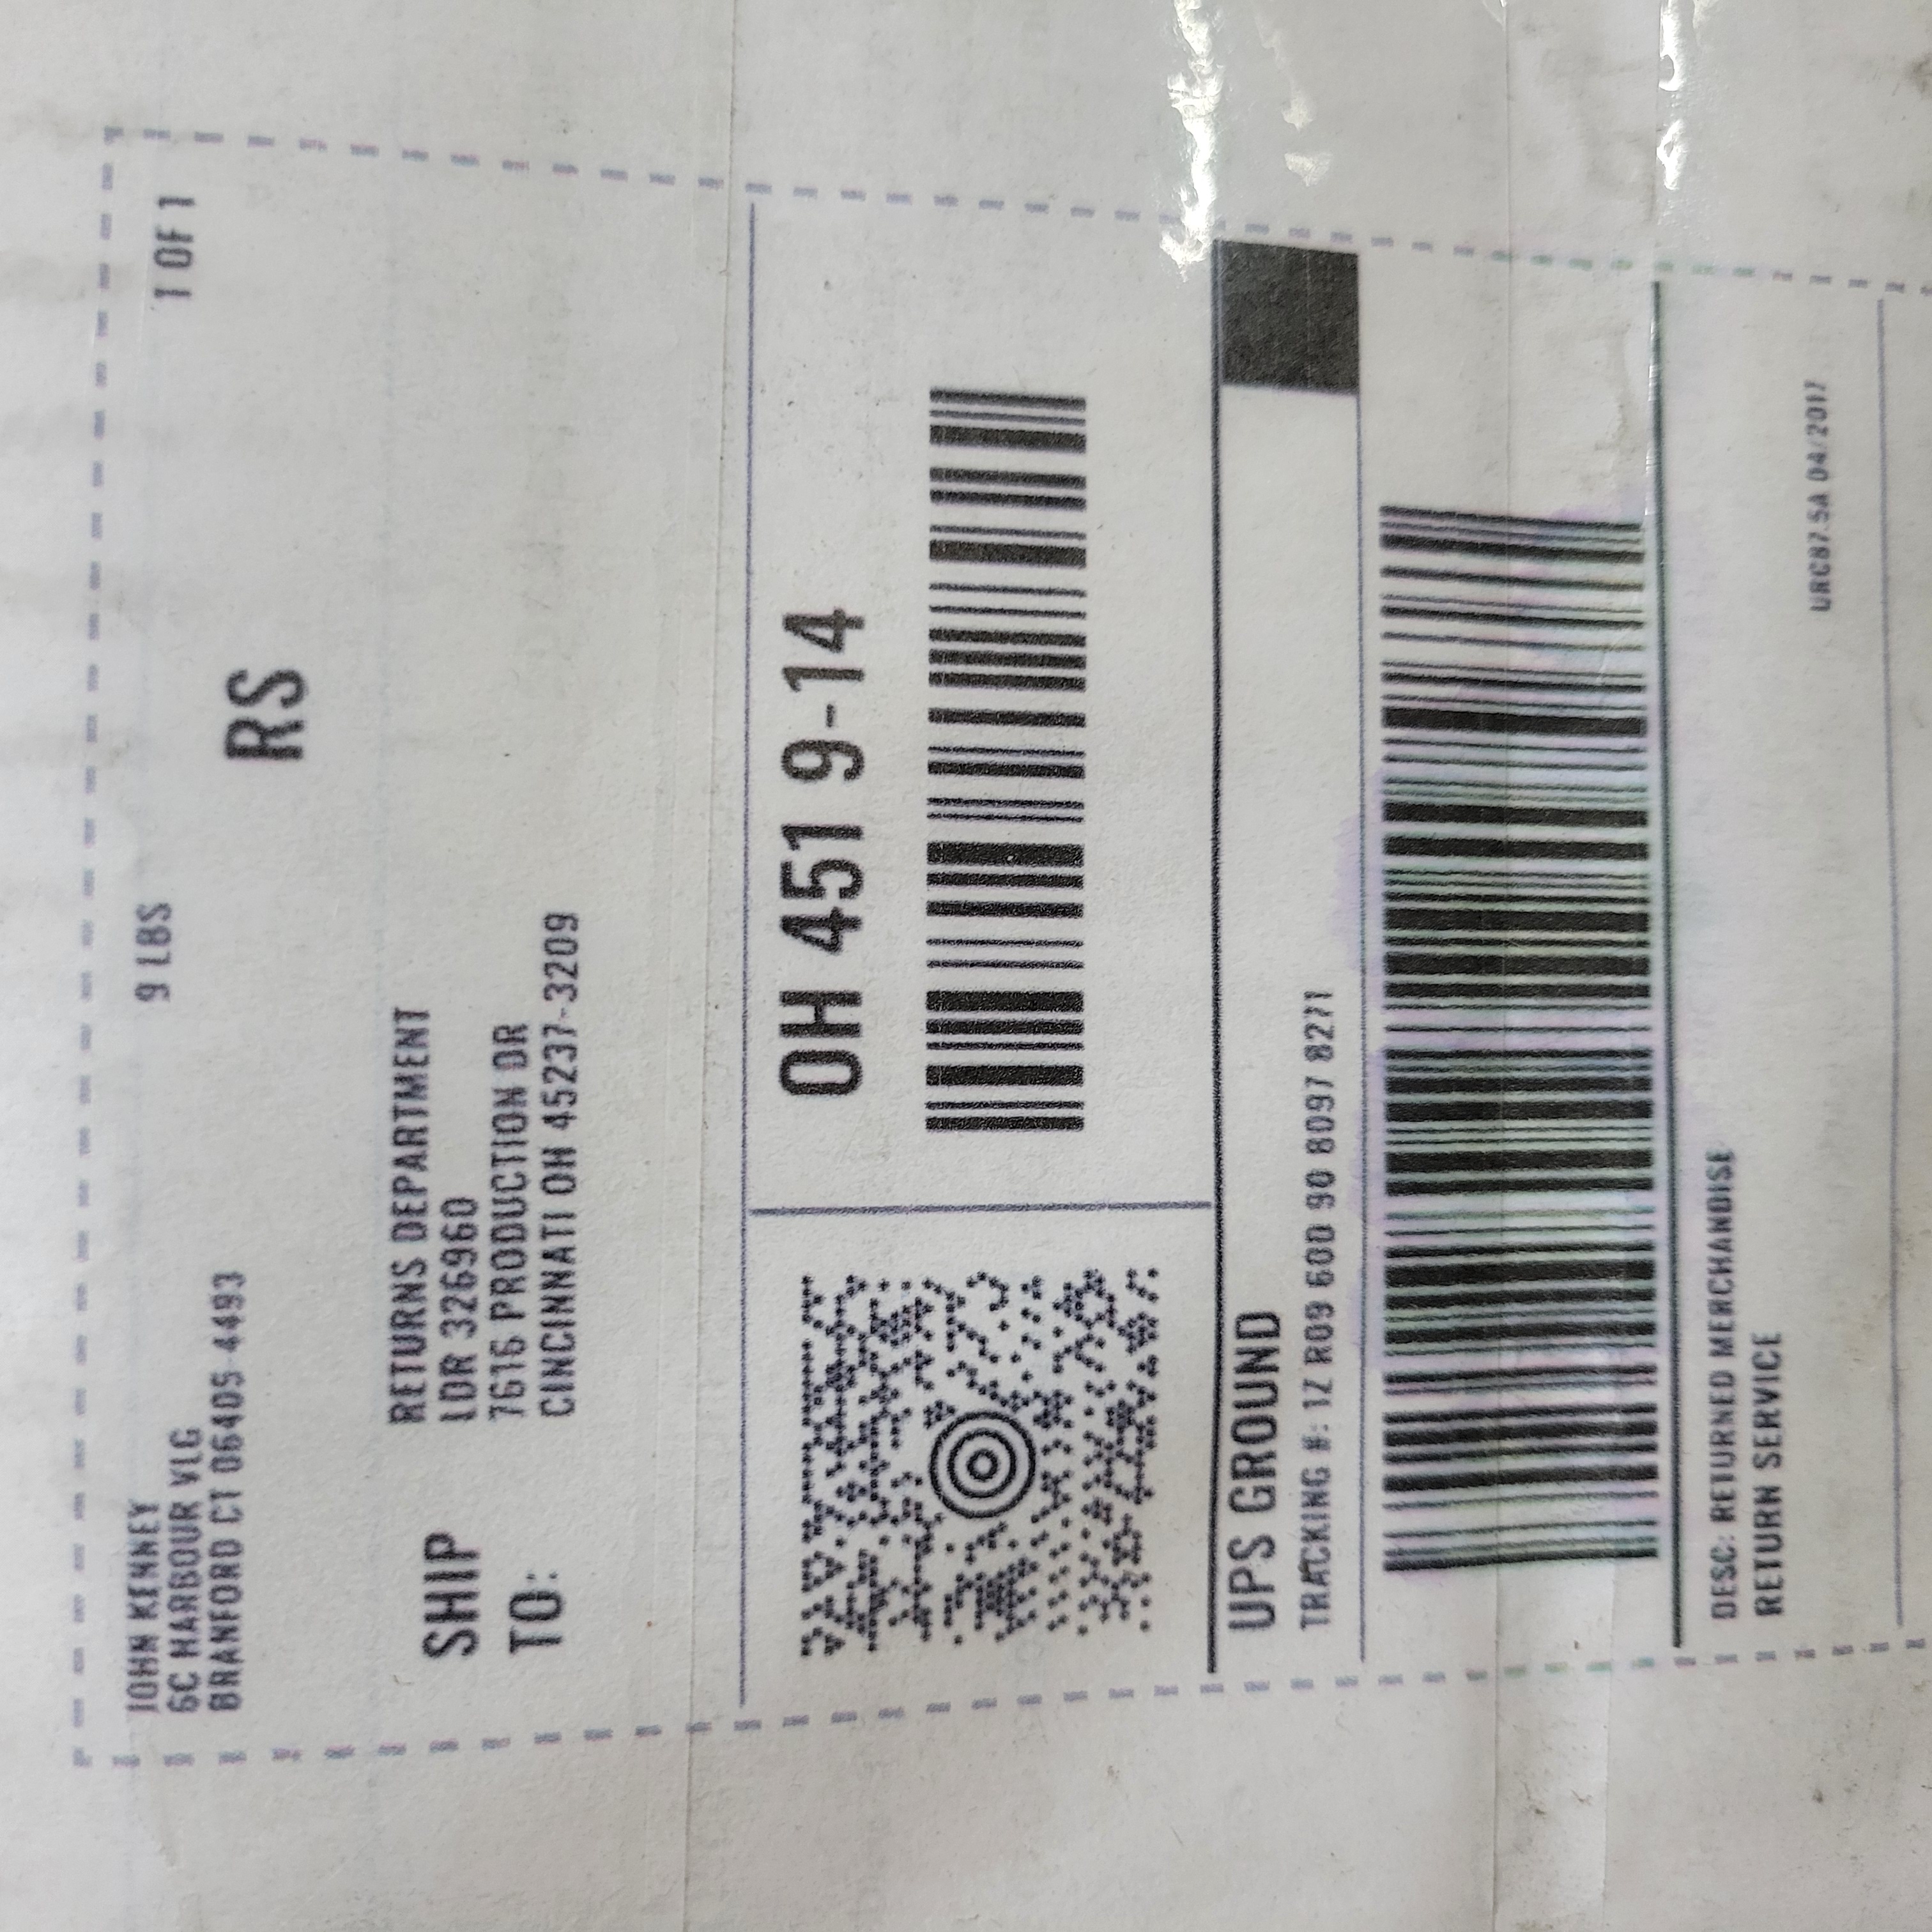 JOHN KENNEY
6C HARBOUR VLG
BRANFORD CT 06405-4493
9 LBS
1 OF 1
RS
SHIP
TO:
RETURNS DEPARTMENT
LDR 326960
7616 PRODUCTION DR
CINCINNATI OH 45237-3209
OH 451 9-14
UPS GROUND
TRACKING #: 1Z R09 60D 90 8097 8271
DESC: RETURNED MERCHANDISE
RETURN SERVICE
URC87.5A 04/2017